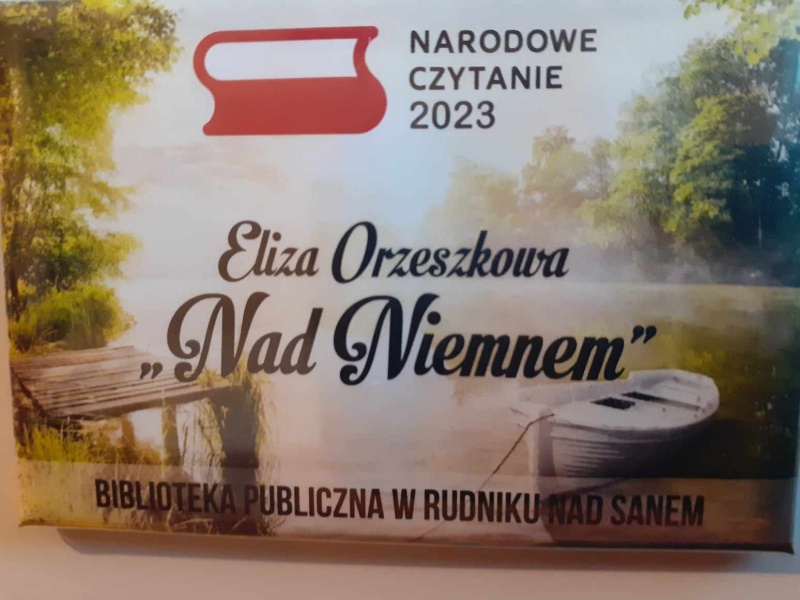 NARODOWE
CZYTANIE
2023
Eliza Orzeszkowa
„Nad Niemnem”
BIBLIOTEKA PUBLICZNA W RUDNIKU NAD SANEM